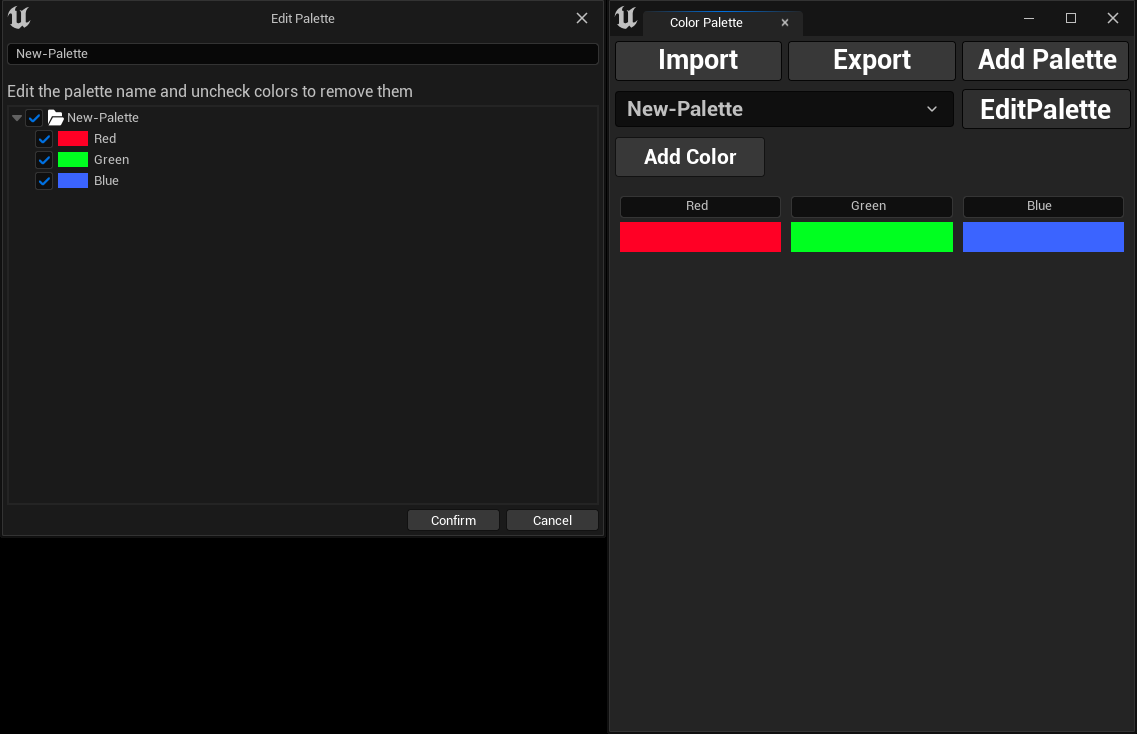 Edit Palette
New-Palette
Edit the palette name and uncheck colors to remove them
New-Palette
Red
Green
Blue
Confirm Cancel
Color Palette
Import Export Add Palette
New-Palette EditPalette
Add Color
Red Green Blue